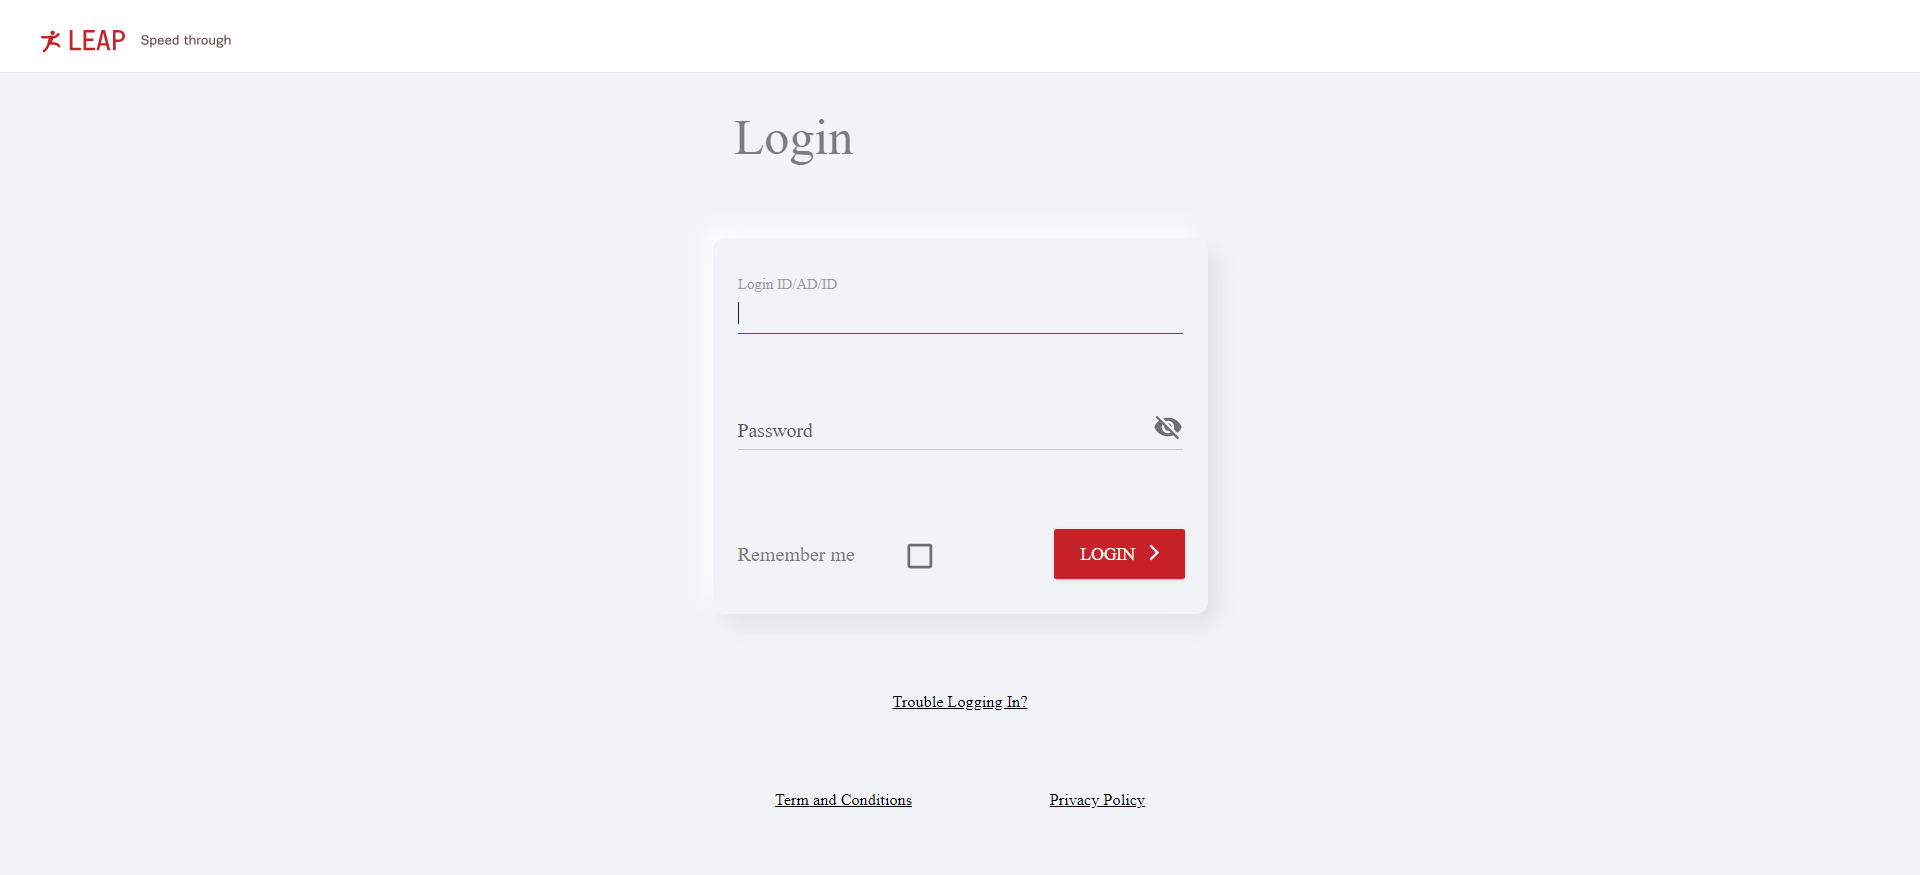 LEAP Speed through
Login
Login ID/AD/ID
Password
Remember me
LOGIN
Trouble Logging In?
Term and Conditions
Privacy Policy